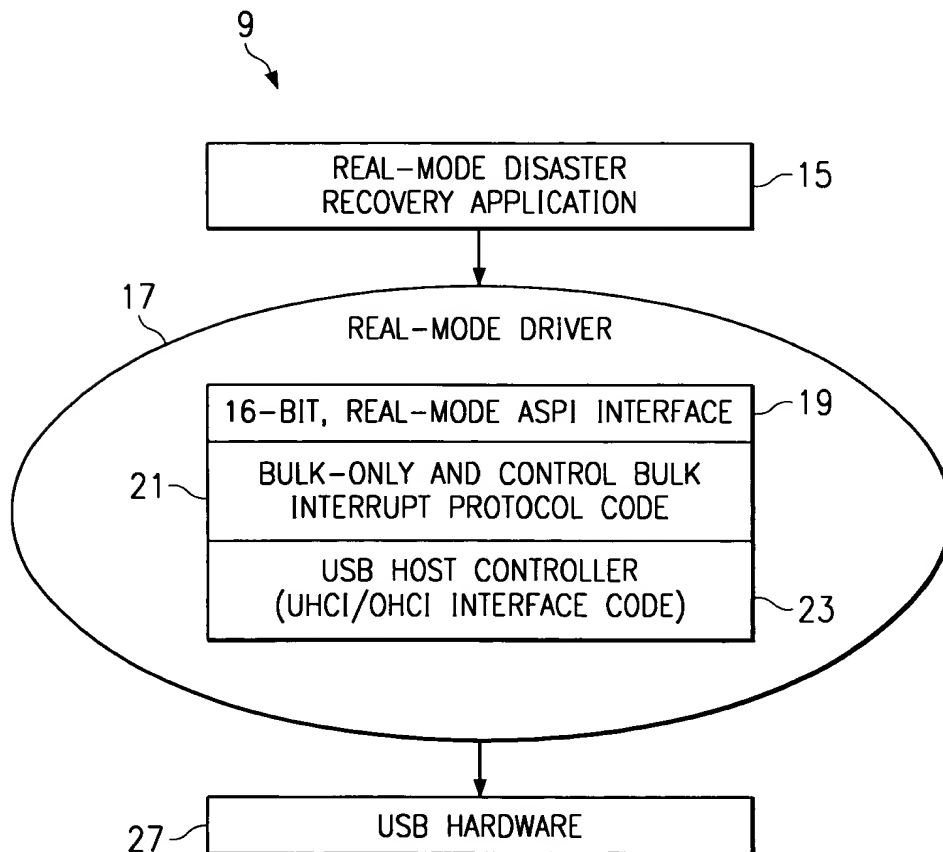 9
REAL-MODE DISASTER
RECOVERY APPLICATION
15
17
REAL-MODE DRIVER
16-BIT, REAL-MODE ASPI INTERFACE
19
21
BULK-ONLY AND CONTROL BULK
INTERRUPT PROTOCOL CODE
USB HOST CONTROLLER
(UHCI/OHCI INTERFACE CODE)
23
27
USB HARDWARE